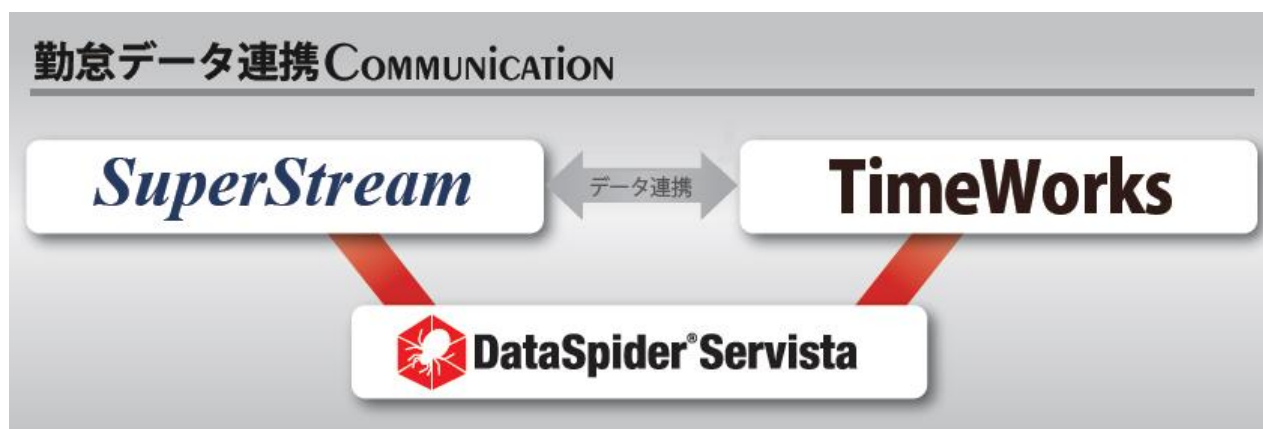 勤怠データ連携COMMUNiCATiON
SuperStream
データ連携
TimeWorks
DataSpider®Servista